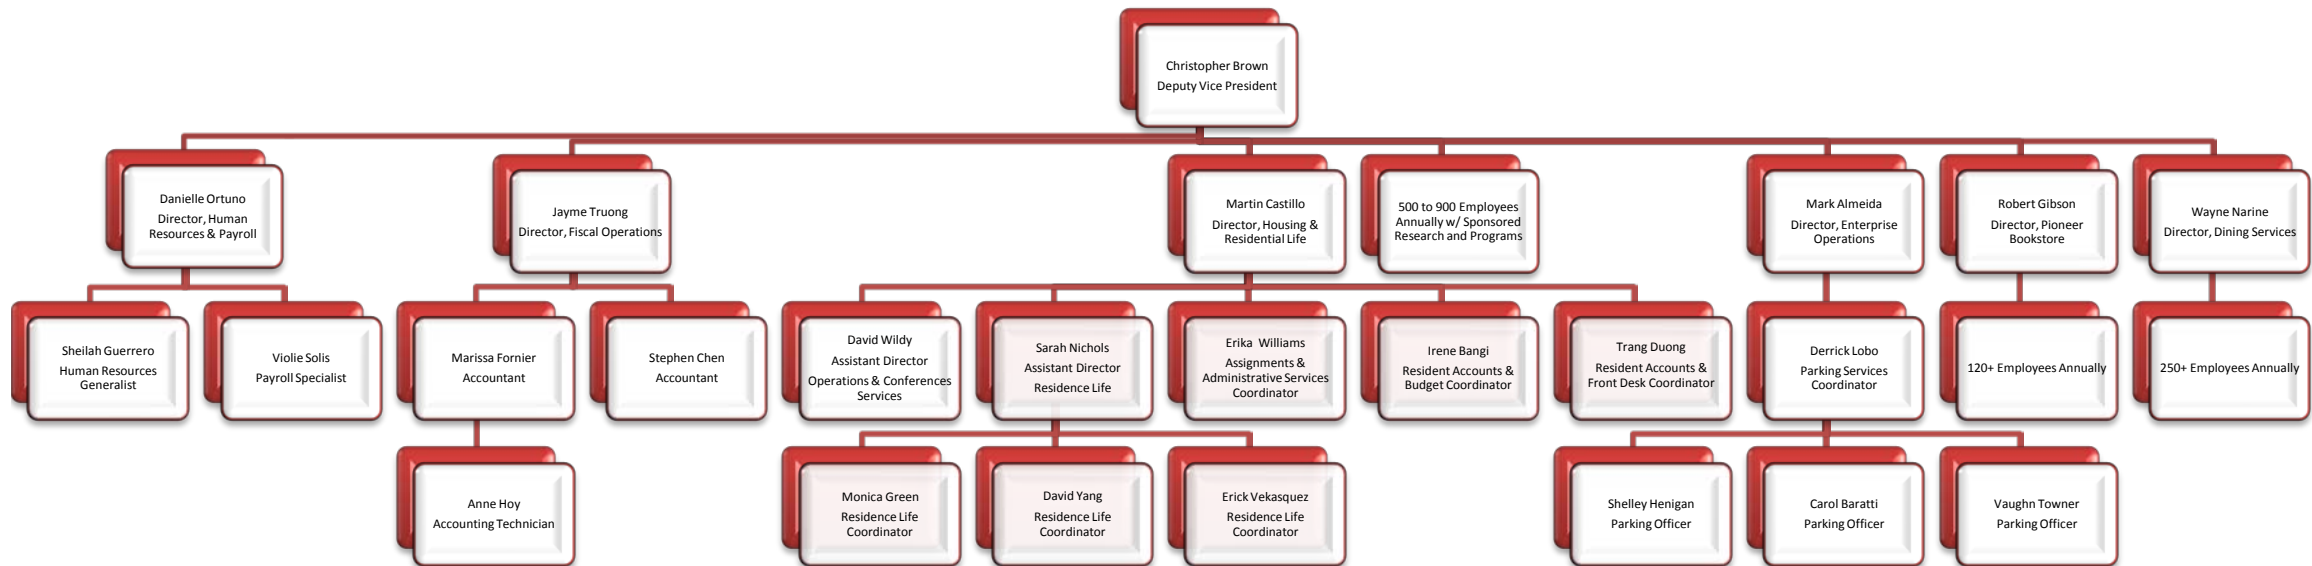 Christopher Brown
Deputy Vice President
Danielle Ortuno
Director, Human
Resources & Payroll
Jayme Truong
Director, Fiscal Operations
Martin Castillo
Director, Housing &
Residential Life
500 to 900 Employees
Annually w/ Sponsored
Research and Programs
Mark Almeida
Director, Enterprise
Operations
Robert Gibson
Director, Pioneer
Bookstore
Wayne Narine
Director, Dining Services
Sheilah Guerrero
Human Resources
Generalist
Violie Solis
Payroll Specialist
Marissa Fornier
Accountant
Stephen Chen
Accountant
David Wildy
Assistant Director
Operations & Conferences
Services
Sarah Nichols
Assistant Director
Residence Life
Erika  Williams
Assignments &
Administrative Services
Coordinator
Irene Bangi
Resident Accounts &
Budget Coordinator
Trang Duong
Resident Accounts &
Front Desk Coordinator
Derrick Lobo
Parking Services
Coordinator
120+ Employees Annually
250+ Employees Annually
Anne Hoy
Accounting Technician
Monica Green
Residence Life
Coordinator
David Yang
Residence Life
Coordinator
Erick Vekasquez
Residence Life
Coordinator
Shelley Henigan
Parking Officer
Carol Baratti
Parking Officer
Vaughn Towner
Parking Officer